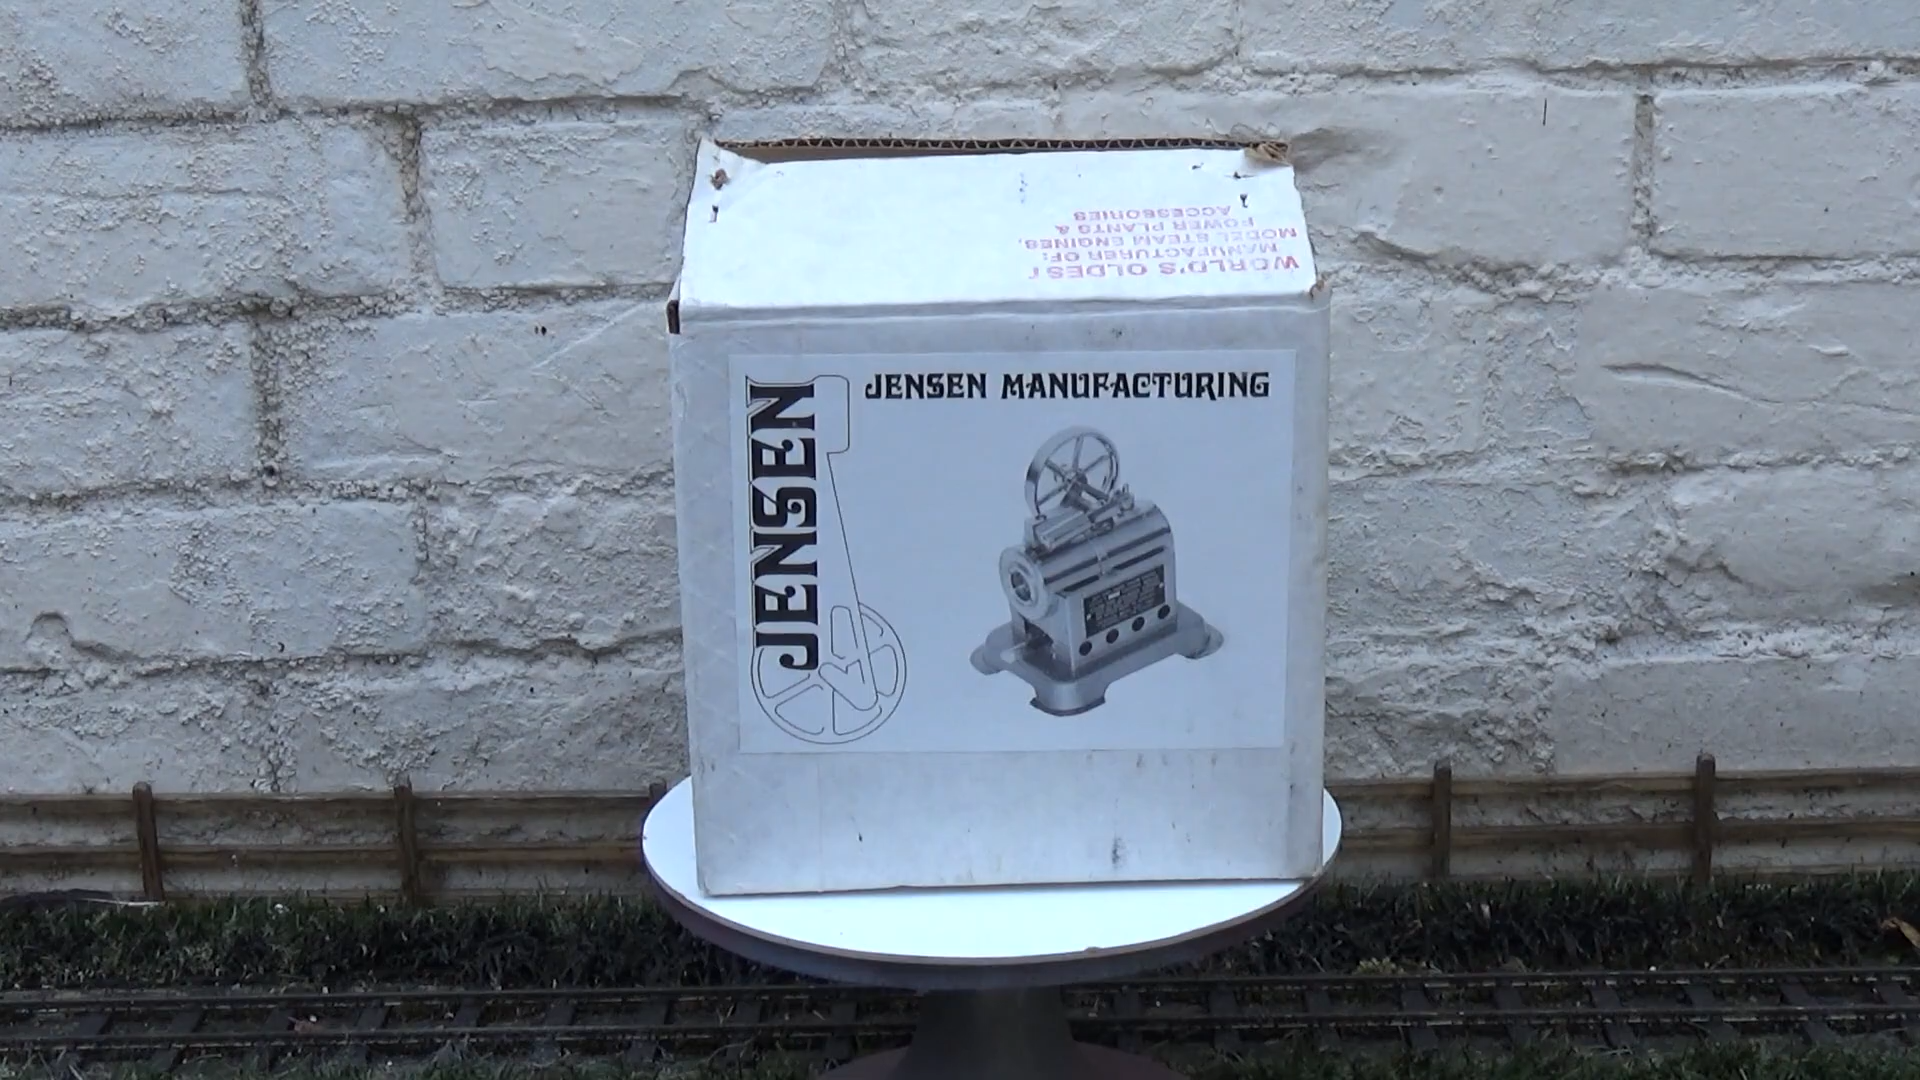 WORLD'S OLDEST
MANUFACTURER OF:
MODEL STEAM ENGINES,
POWER PLANTS &
ACCESSORIES
JENSEN
JENSEN MANUFACTURING